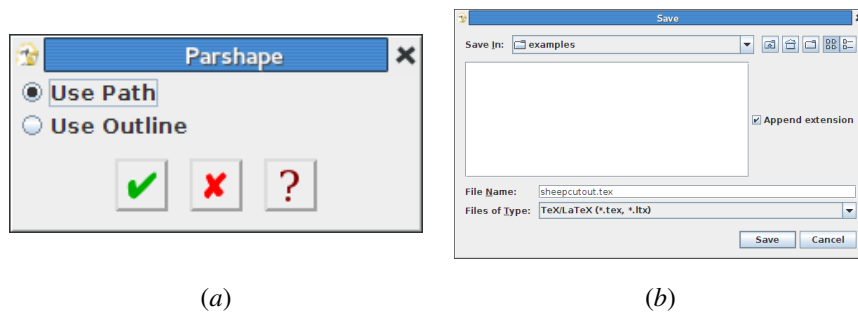 Parshape
Use Path
Use Outline
?
(a)
Save
Save In: examples
Append extension
File Name: sheepcutout.tex
Files of Type: TeX/LaTeX (*.tex, *.ltx)
Save Cancel
(b)